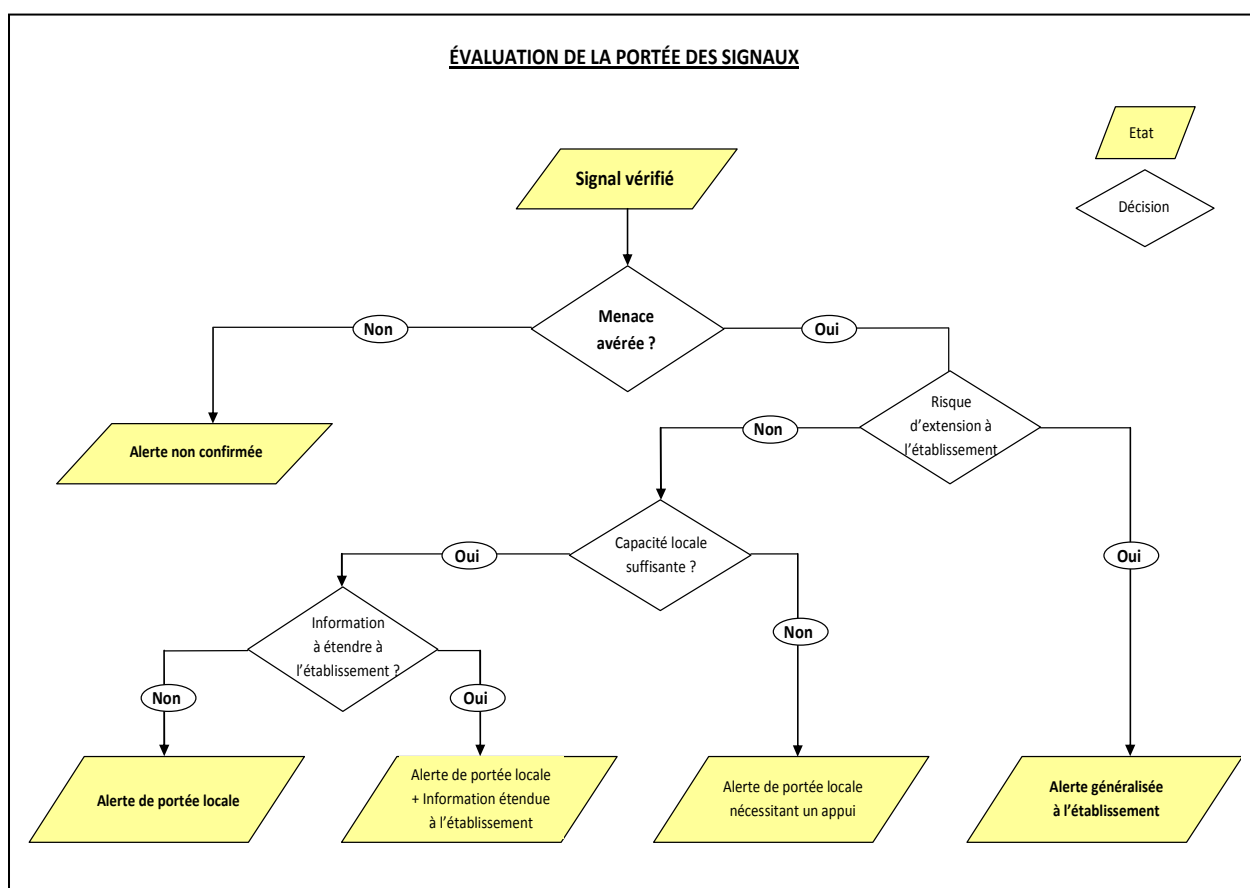 ÉVALUATION DE LA PORTÉE DES SIGNAUX
Etat
Signal vérifié
Décision
Menace
avérée ?
Non
Oui
Risque
d'extension à
l'établissement
Alerte non confirmée
Non
Capacité locale
suffisante ?
Oui
Oui
Information
à étendre à
l'établissement ?
Non
Non
Oui
Alerte de portée locale
Alerte de portée locale
+ Information étendue
à l'établissement
Alerte de portée locale
nécessitant un appui
Alerte généralisée
à l'établissement